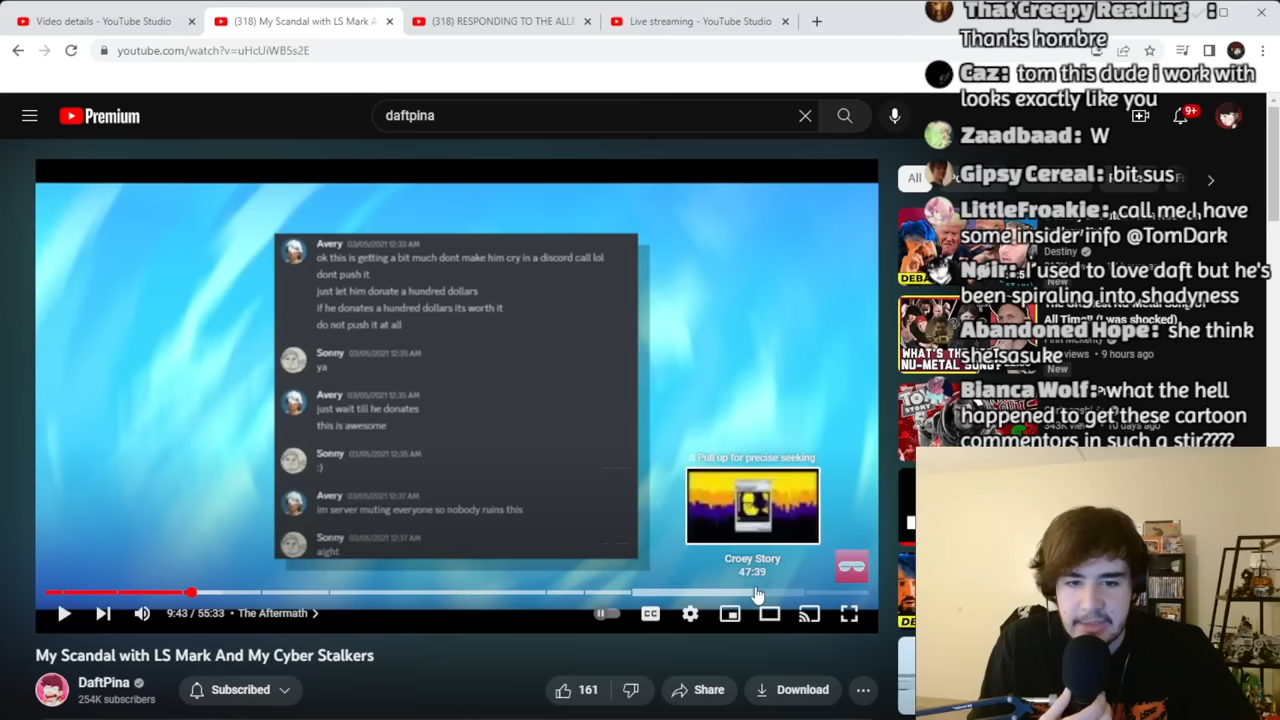 Video details - YouTube Studio
(318) My Scandal with LS Mark A
(318) RESPONDING TO THE ALLE
Live streaming - YouTube Studio
youtube.com/watch?v=uHcUiWB5s2E
Premium
daftpina
9+
That Creepy Reading :
Thanks hombre
Caz: tom this dude i work with
looks exactly like you
Zaadbaad: W
Gipsy Cereal: bit sus
LittleFroakie: call me I have
some insider info @TomDark
Nøir: I used to love daft but he's
been spiraling into shadyness
Abandoned Hope: she think
she sasuke
Bianca Wolf: what the hell
happened to get these cartoon
commentors in such a stir????
All
Destiny
New
All Time!! (I was shocked)
views • 9 hours ago
New
WHAT'S TH
NU-METAL SONG?
10 days ago
Avery 03/05/2021 12:33 AM
ok this is getting a bit much dont make him cry in a discord call lol
dont push it
just let him donate a hundred dollars
if he donates a hundred dollars its worth it
do not push it at all
Sonny 03/05/2021 12:35 AM
ya
Avery 03/05/2021 12:35 AM
just wait till he donates
this is awesome
Sonny 03/05/2021 12:35 AM
:)
Avery 03/05/2021 12:37 AM
im server muting everyone so nobody ruins this
Sonny 03/05/2021 12:37 AM
aight
Pull up for precise seeking
Croey Story
47:39
9:43 / 55:33 • The Aftermath
CC
My Scandal with LS Mark And My Cyber Stalkers
DaftPina
254K subscribers
Subscribed
161
Share
Download